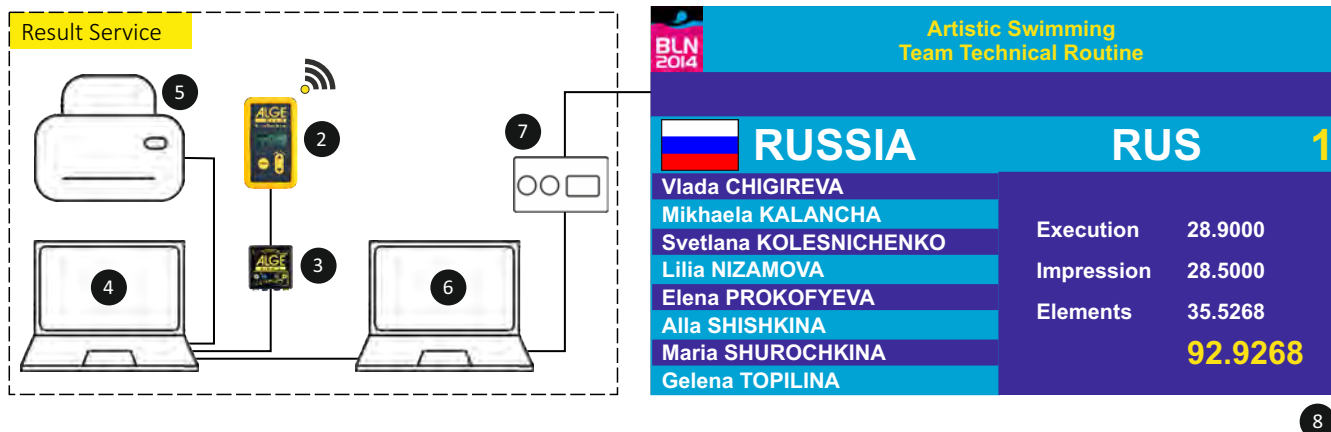 Result Service
5
ALGE
2
ALGE
3
4
6
7
BLN
2014
Artistic Swimming
Team Technical Routine
RUSSIA
RUS
1
Vlada CHIGIREVA
Mikhaela KALANCHA
Svetlana KOLESNICHENKO
Lilia NIZAMOVA
Elena PROKOFYEVA
Alla SHISHKINA
Maria SHUROCHKINA
Gelena TOPILINA
Execution 28.9000
Impression 28.5000
Elements 35.5268
92.9268
8